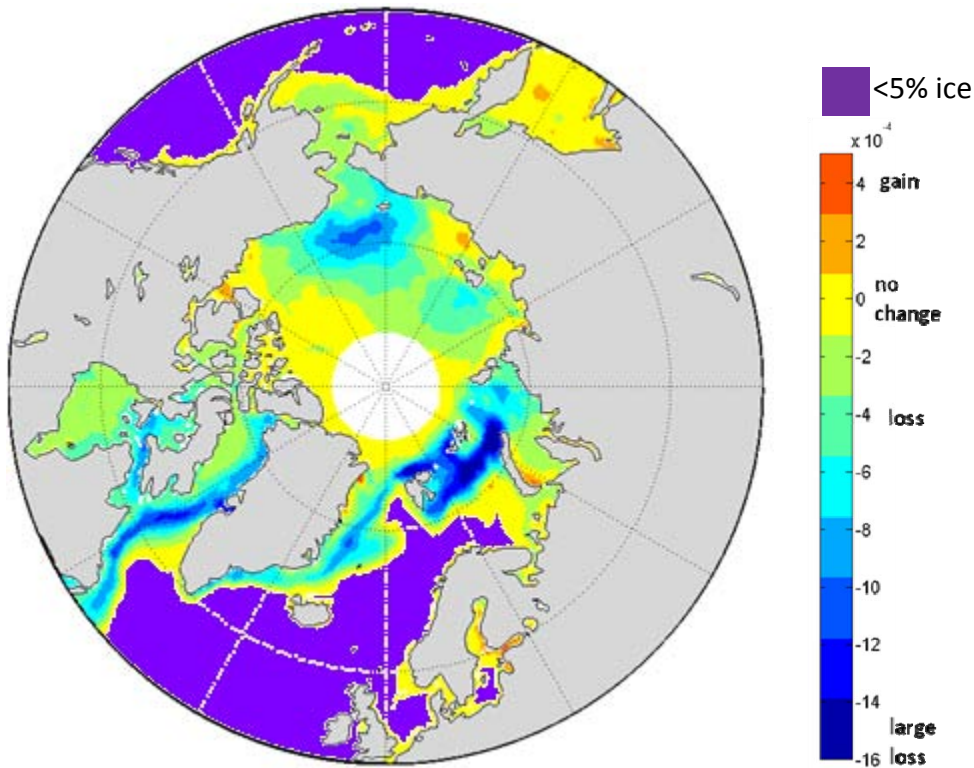 <5% ice
x 10-4
4 gain
2
0 no
change
-2
-4 loss
-6
-8
-10
-12
-14
large
-16 loss